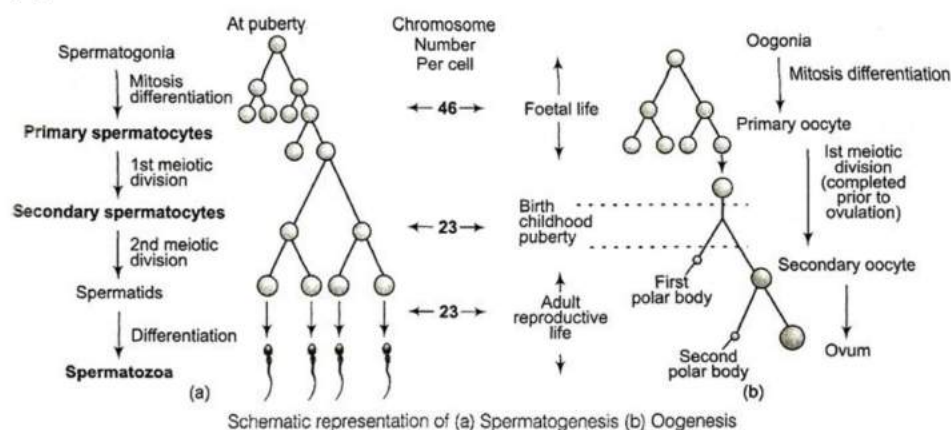 At puberty
Chromosome
Number
Per cell
Spermatogonia
Mitosis
differentiation
Primary spermatocytes
1st meiotic
division
Secondary spermatocytes
2nd meiotic
division
Spermatids
Differentiation
Spermatozoa
(a)
46
23
23
Foetal life
Birth
childhood
puberty
Adult
reproductive
life
Oogonia
Mitosis differentiation
Primary oocyte
Ist meiotic
division
(completed
prior to
ovulation)
Secondary oocyte
First
polar body
Second
polar body
Ovum
(b)
Schematic representation of (a) Spermatogenesis (b) Oogenesis